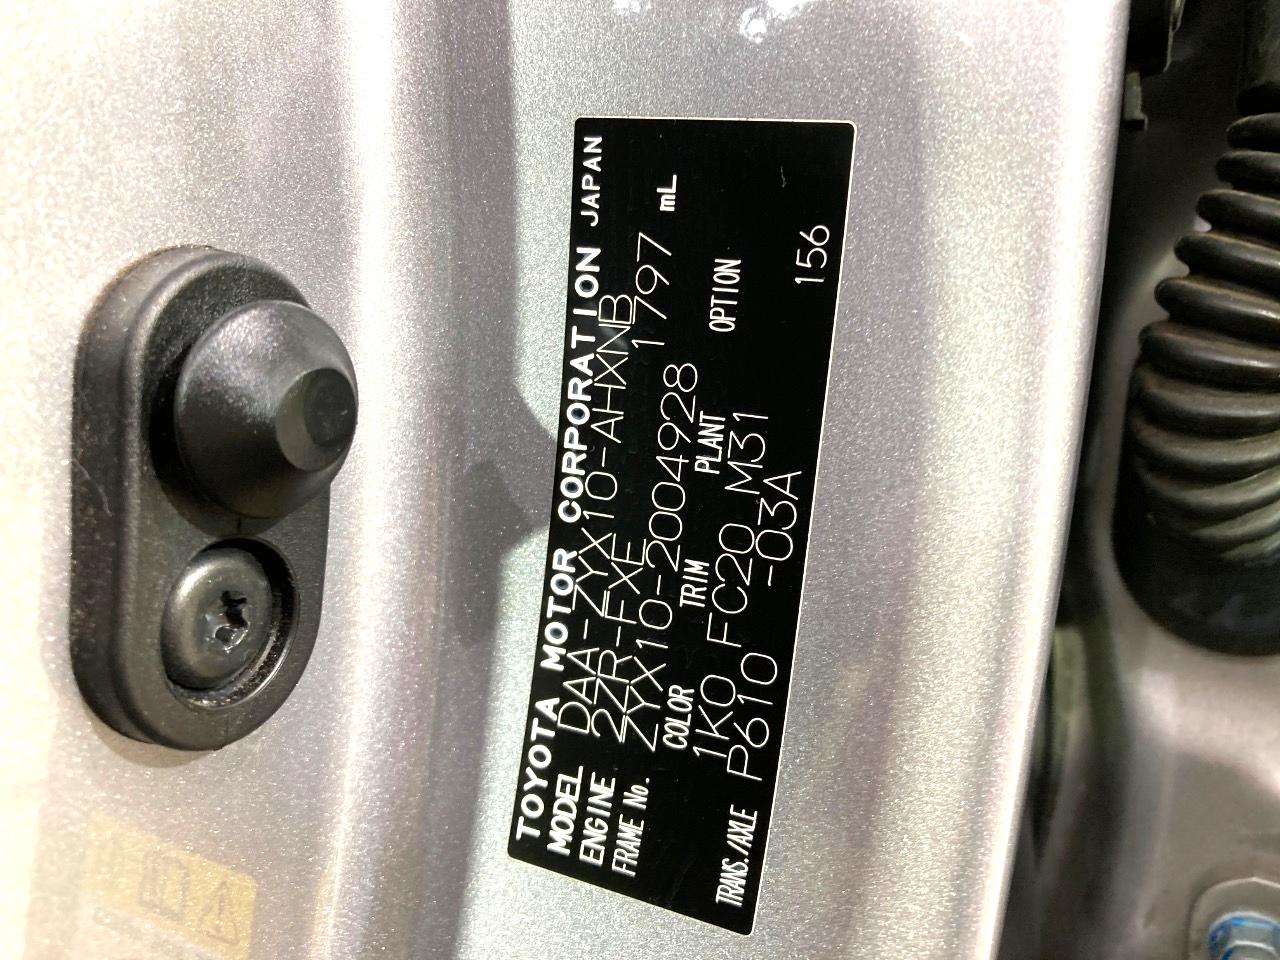 TOYOTA MOTOR CORPORATION JAPAN
MODEL DAA-ZYX10-AHXNB
ENGINE 2ZR-FXE 1797 mL
FRAME No. ZYX10-2004928
COLOR TRIM PLANT OPTION
1K0 FC20 M31
TRANS./AXLE P610 -03A 156